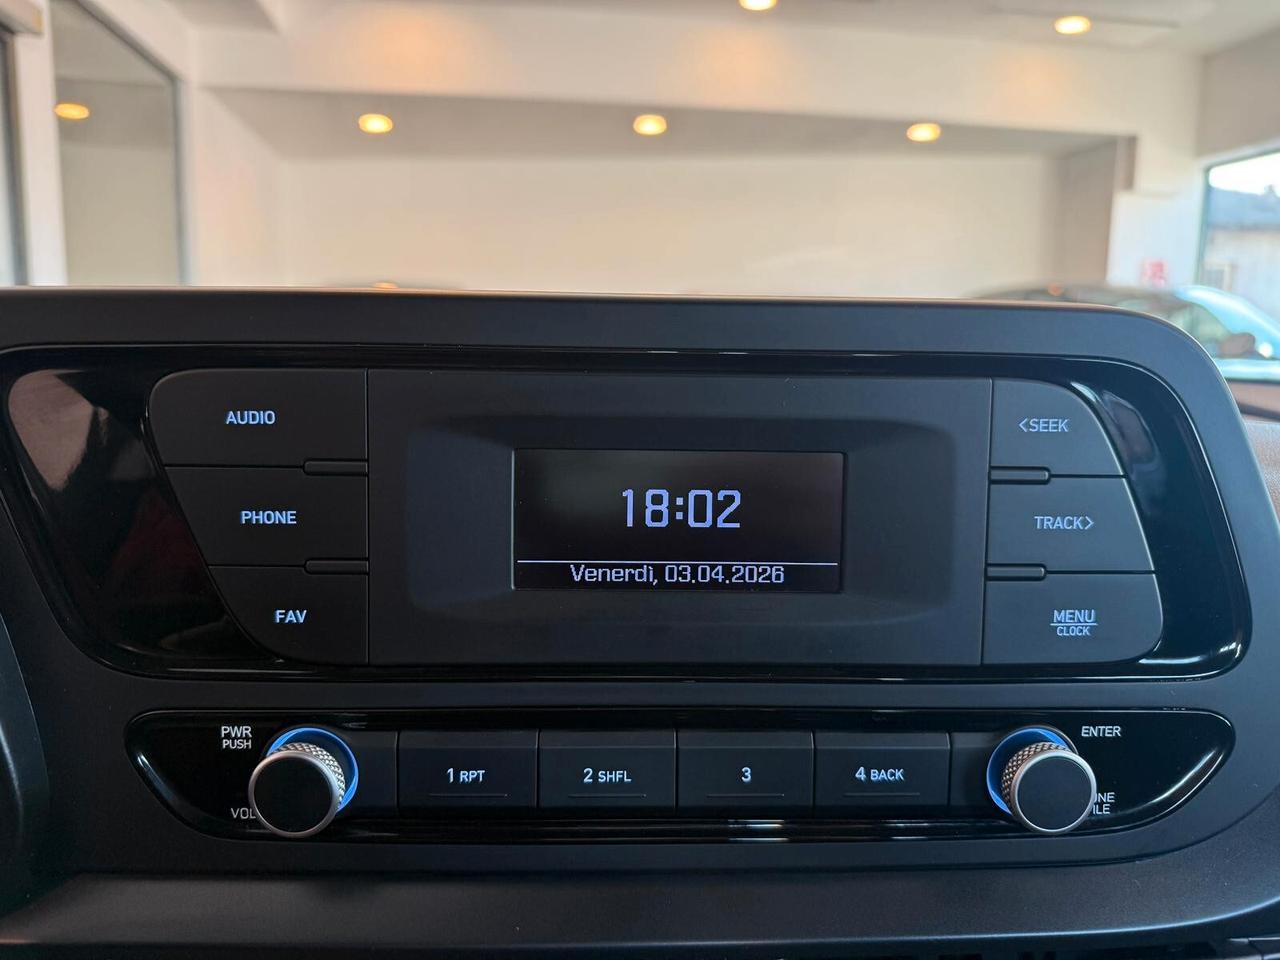 AUDIO
PHONE
FAV
18:02
Venerdì, 03.04.2026
<SEEK
TRACK>
MENU
CLOCK
PWR
PUSH
VOL
1 RPT
2 SHFL
3
4 BACK
ENTER